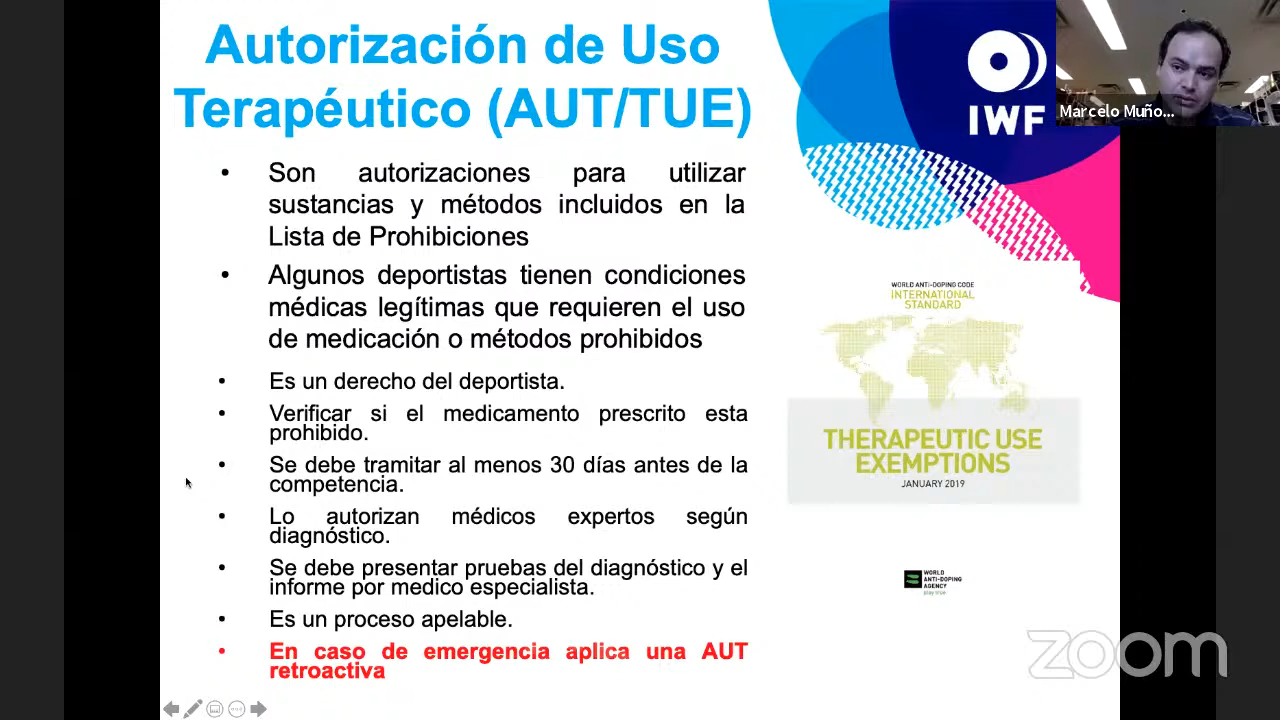 Autorización de Uso
Terapéutico (AUT/TUE)
IWF
Marcelo Muño...
• Son autorizaciones para utilizar
sustancias y métodos incluidos en la
Lista de Prohibiciones
• Algunos deportistas tienen condiciones
médicas legítimas que requieren el uso
de medicación o métodos prohibidos
• Es un derecho del deportista.
• Verificar si el medicamento prescrito esta
prohibido.
• Se debe tramitar al menos 30 días antes de la
competencia.
• Lo autorizan médicos expertos según
diagnóstico.
• Se debe presentar pruebas del diagnóstico y el
informe por medico especialista.
• Es un proceso apelable.
• En caso de emergencia aplica una AUT
retroactiva
WORLD ANTI-DOPING CODE
INTERNATIONAL
STANDARD
THERAPEUTIC USE
EXEMPTIONS
JANUARY 2019
WORLD
ANTI-DOPING
AGENCY
play true
zoom